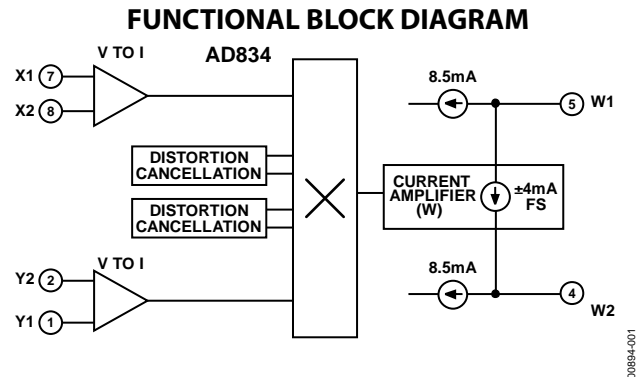 FUNCTIONAL BLOCK DIAGRAM
V TO I
AD834
X1 7
X2 8
8.5mA
5 W1
DISTORTION
CANCELLATION
DISTORTION
CANCELLATION
CURRENT
AMPLIFIER
(W)
±4mA
FS
V TO I
Y2 2
Y1 1
8.5mA
4 W2
00894-001